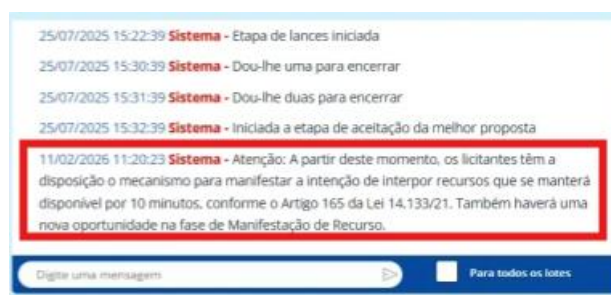 25/07/2025 15:22:39 Sistema - Etapa de lances iniciada
25/07/2025 15:30:39 Sistema - Dou-lhe uma para encerrar
25/07/2025 15:31:39 Sistema - Dou-lhe duas para encerrar
25/07/2025 15:32:39 Sistema - Iniciada a etapa de aceitação da melhor proposta
11/02/2026 11:20:23 Sistema - Atenção: A partir deste momento, os licitantes têm a
disposição o mecanismo para manifestar a intenção de interpor recursos que se manterá
disponível por 10 minutos, conforme o Artigo 165 da Lei 14.133/21. Também haverá uma
nova oportunidade na fase de Manifestação de Recurso.
Digite uma mensagem
Para todos os lotes